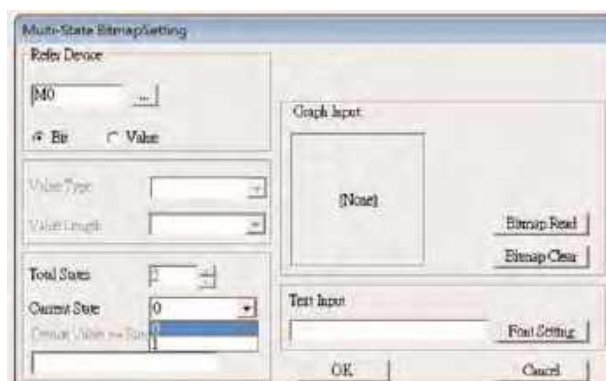 Multi-State BitmapSetting
Refer Device
M0
...
Bit
Value
Value Type
Value Length
Total States
2
Current State
0
0
1
Graph Input
(None)
Bitmap Read
Bitmap Clear
Text Input
Font Setting
OK
Cancel